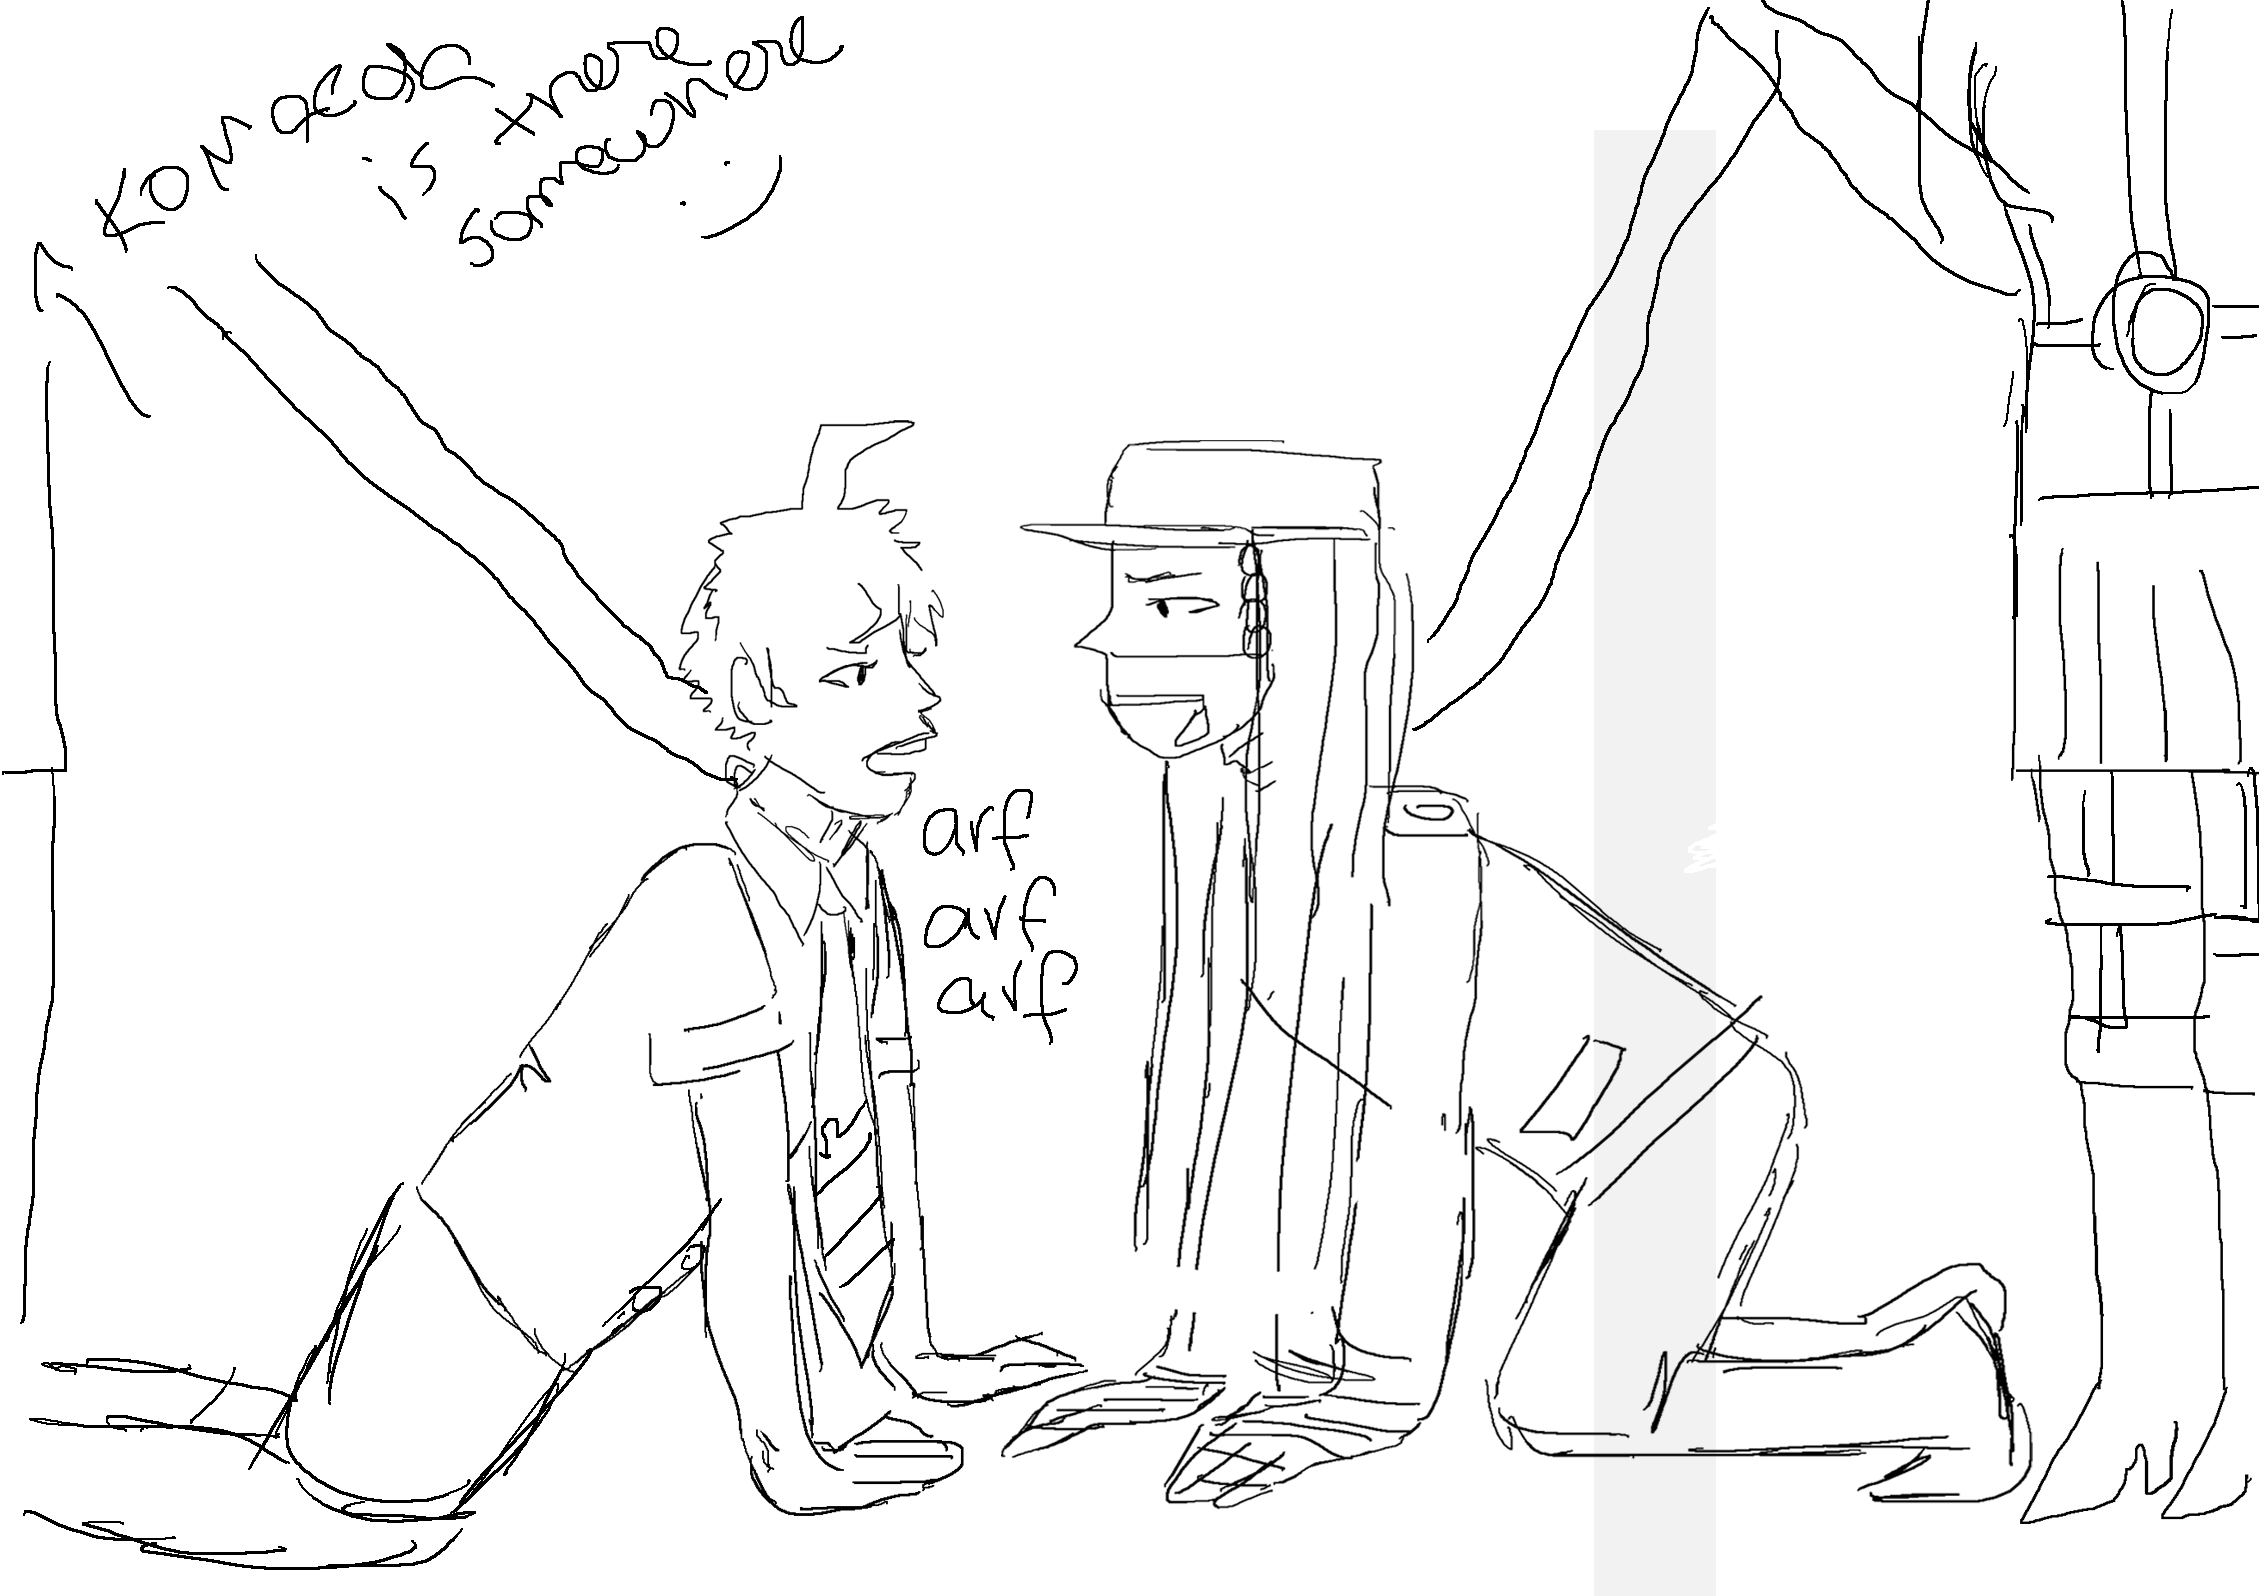 Komaeda
is there
somewhere :)
arf
arf
arf